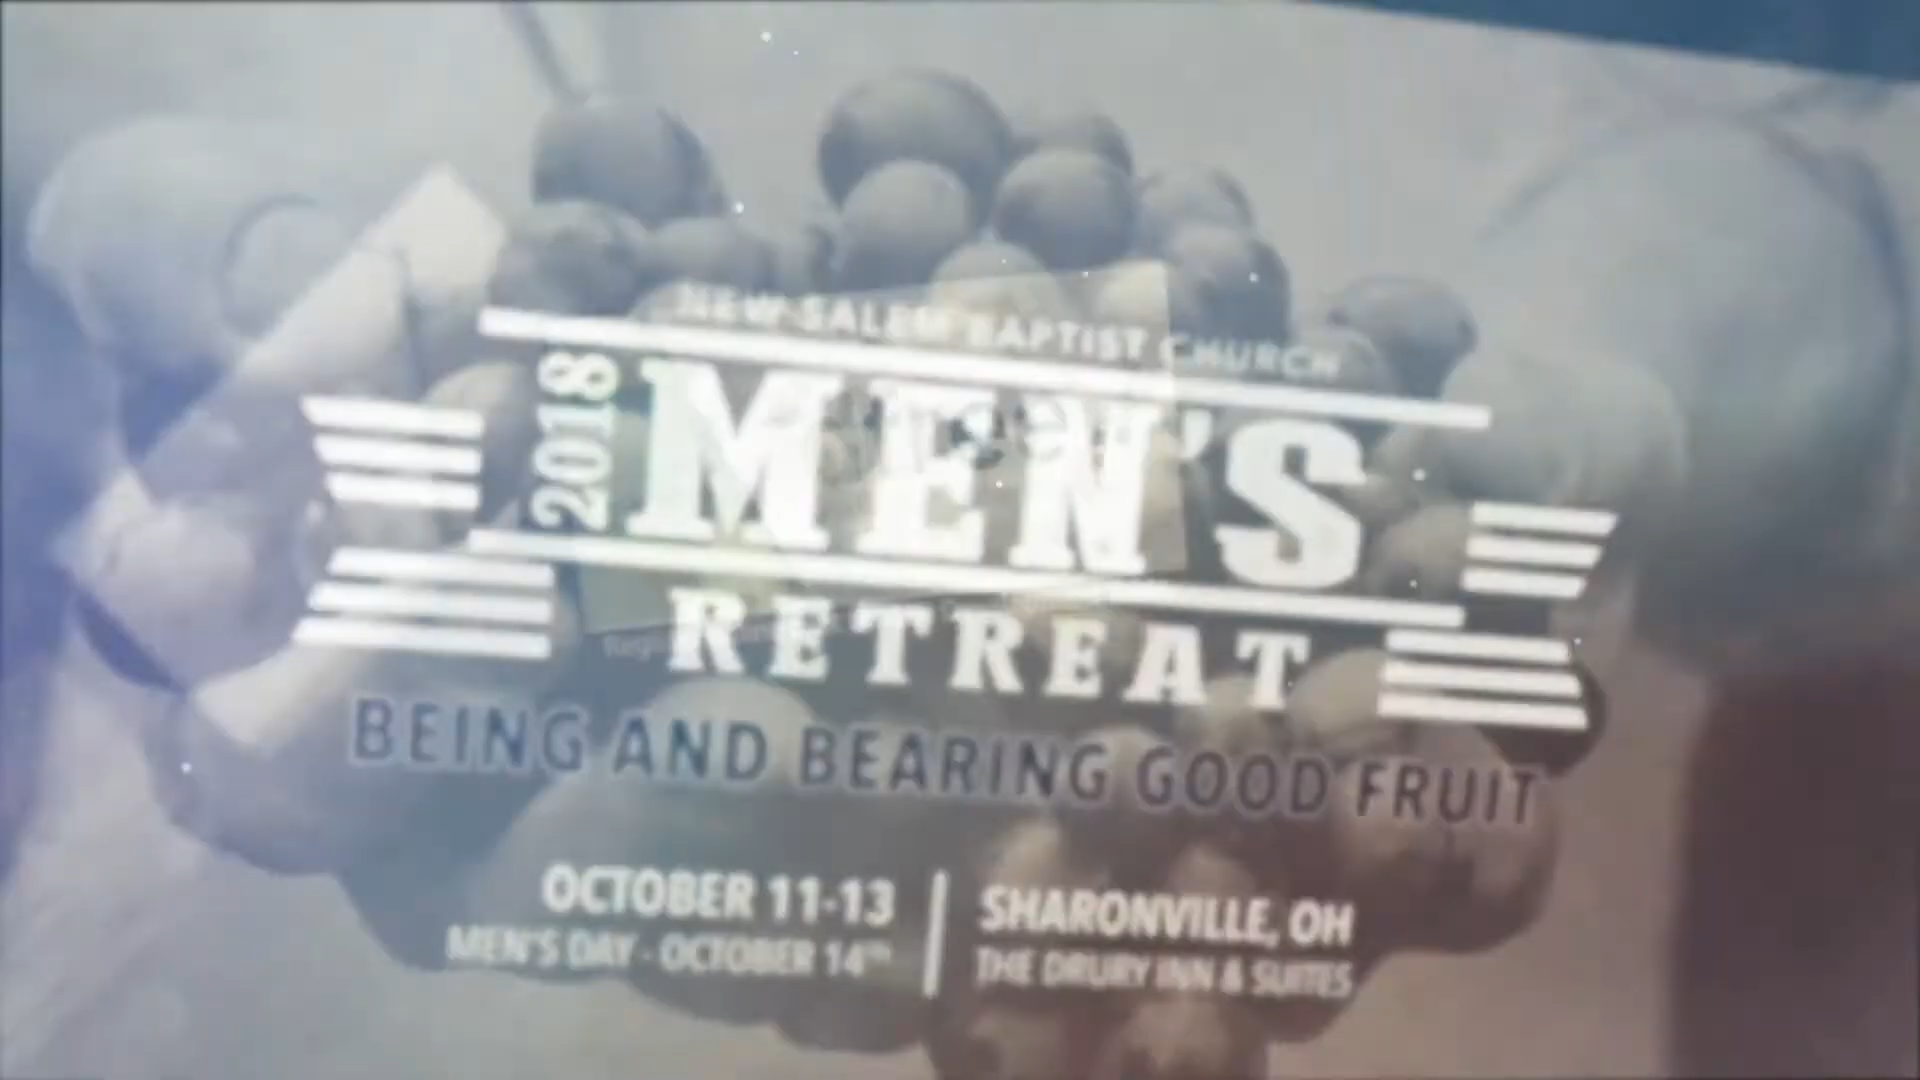 NEW SALEM BAPTIST CHURCH
2018
MEN'S
RETREAT
BEING AND BEARING GOOD FRUIT
OCTOBER 11-13
MEN'S DAY - OCTOBER 14TH
SHARONVILLE, OH
THE DRURY INN & SUITES